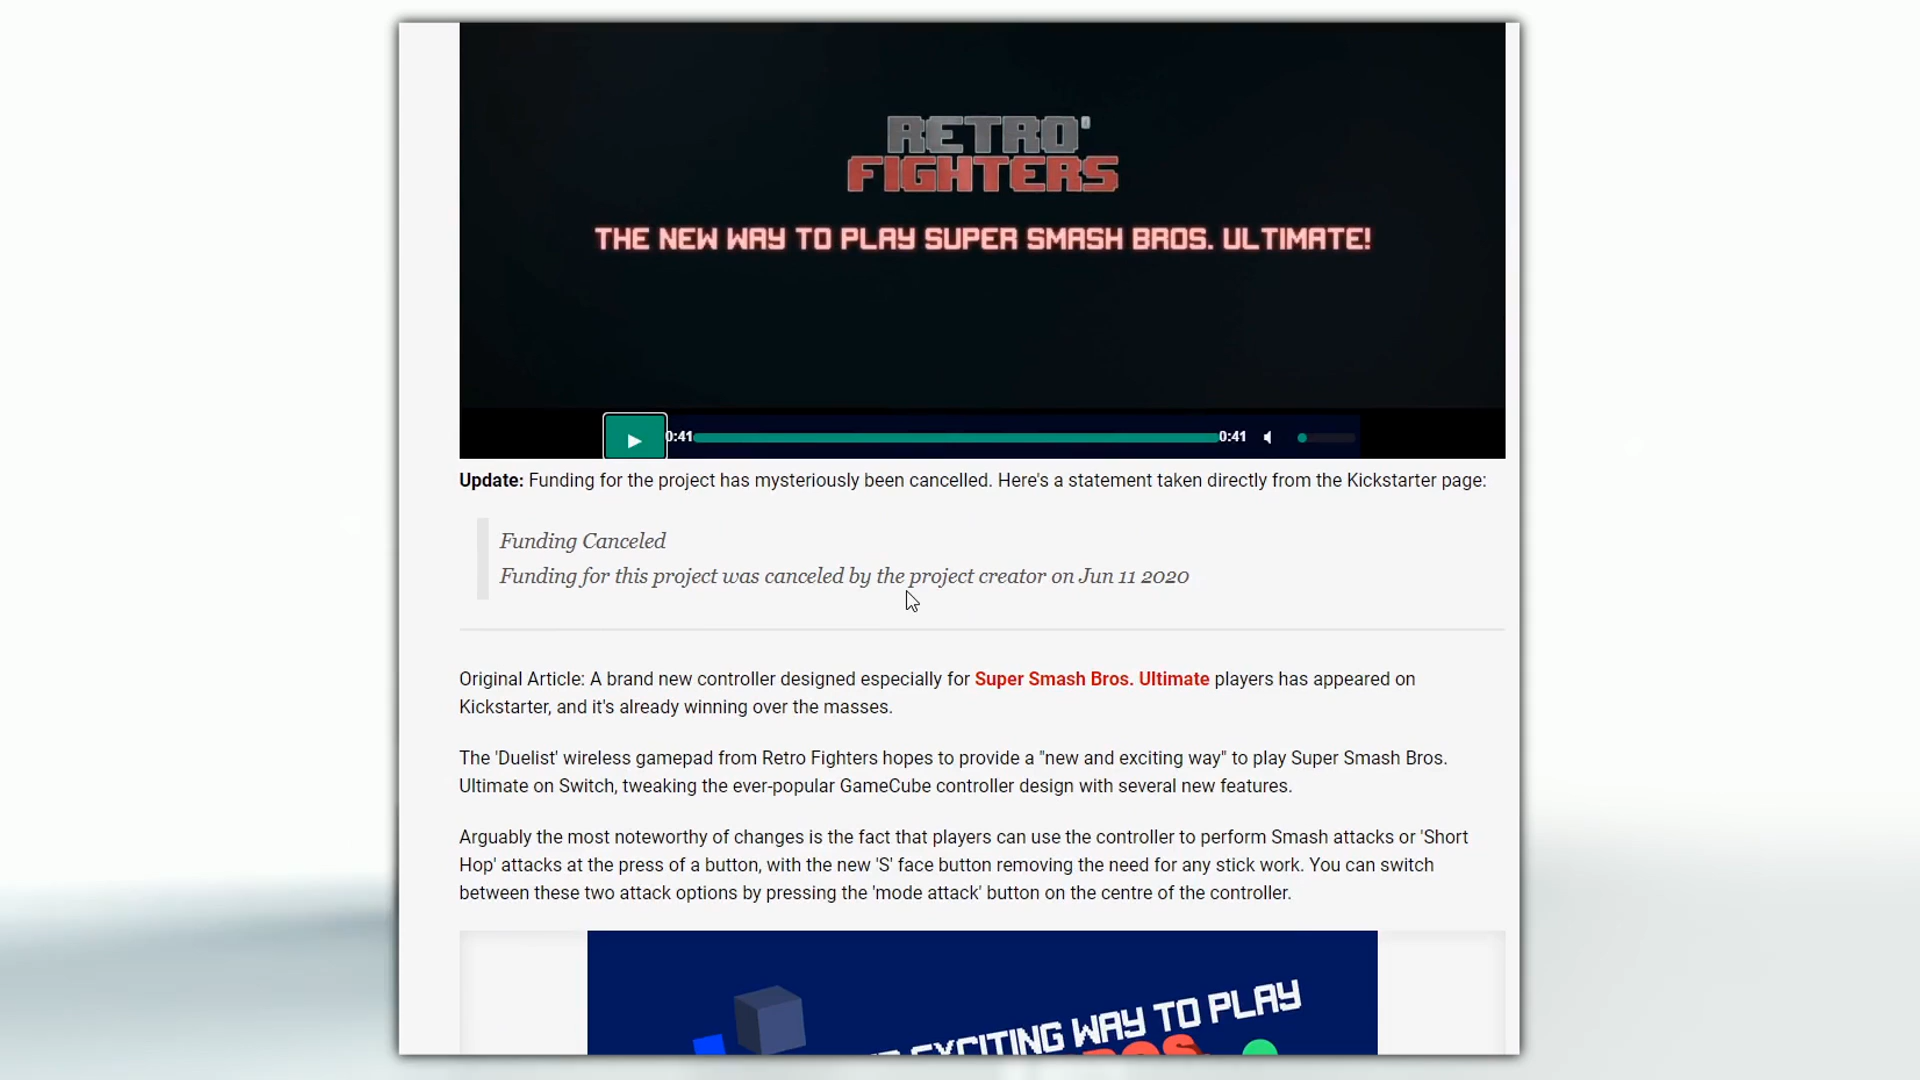 RETRO'
FIGHTERS
THE NEW WAY TO PLAY SUPER SMASH BROS. ULTIMATE!
0:41 0:41
Update: Funding for the project has mysteriously been cancelled. Here's a statement taken directly from the Kickstarter page:
Funding Canceled
Funding for this project was canceled by the project creator on Jun 11 2020
Original Article: A brand new controller designed especially for Super Smash Bros. Ultimate players has appeared on
Kickstarter, and it's already winning over the masses.
The 'Duelist' wireless gamepad from Retro Fighters hopes to provide a "new and exciting way" to play Super Smash Bros.
Ultimate on Switch, tweaking the ever-popular GameCube controller design with several new features.
Arguably the most noteworthy of changes is the fact that players can use the controller to perform Smash attacks or 'Short
Hop' attacks at the press of a button, with the new 'S' face button removing the need for any stick work. You can switch
between these two attack options by pressing the 'mode attack' button on the centre of the controller.
EXCITING WAY TO PLAY
BROS.